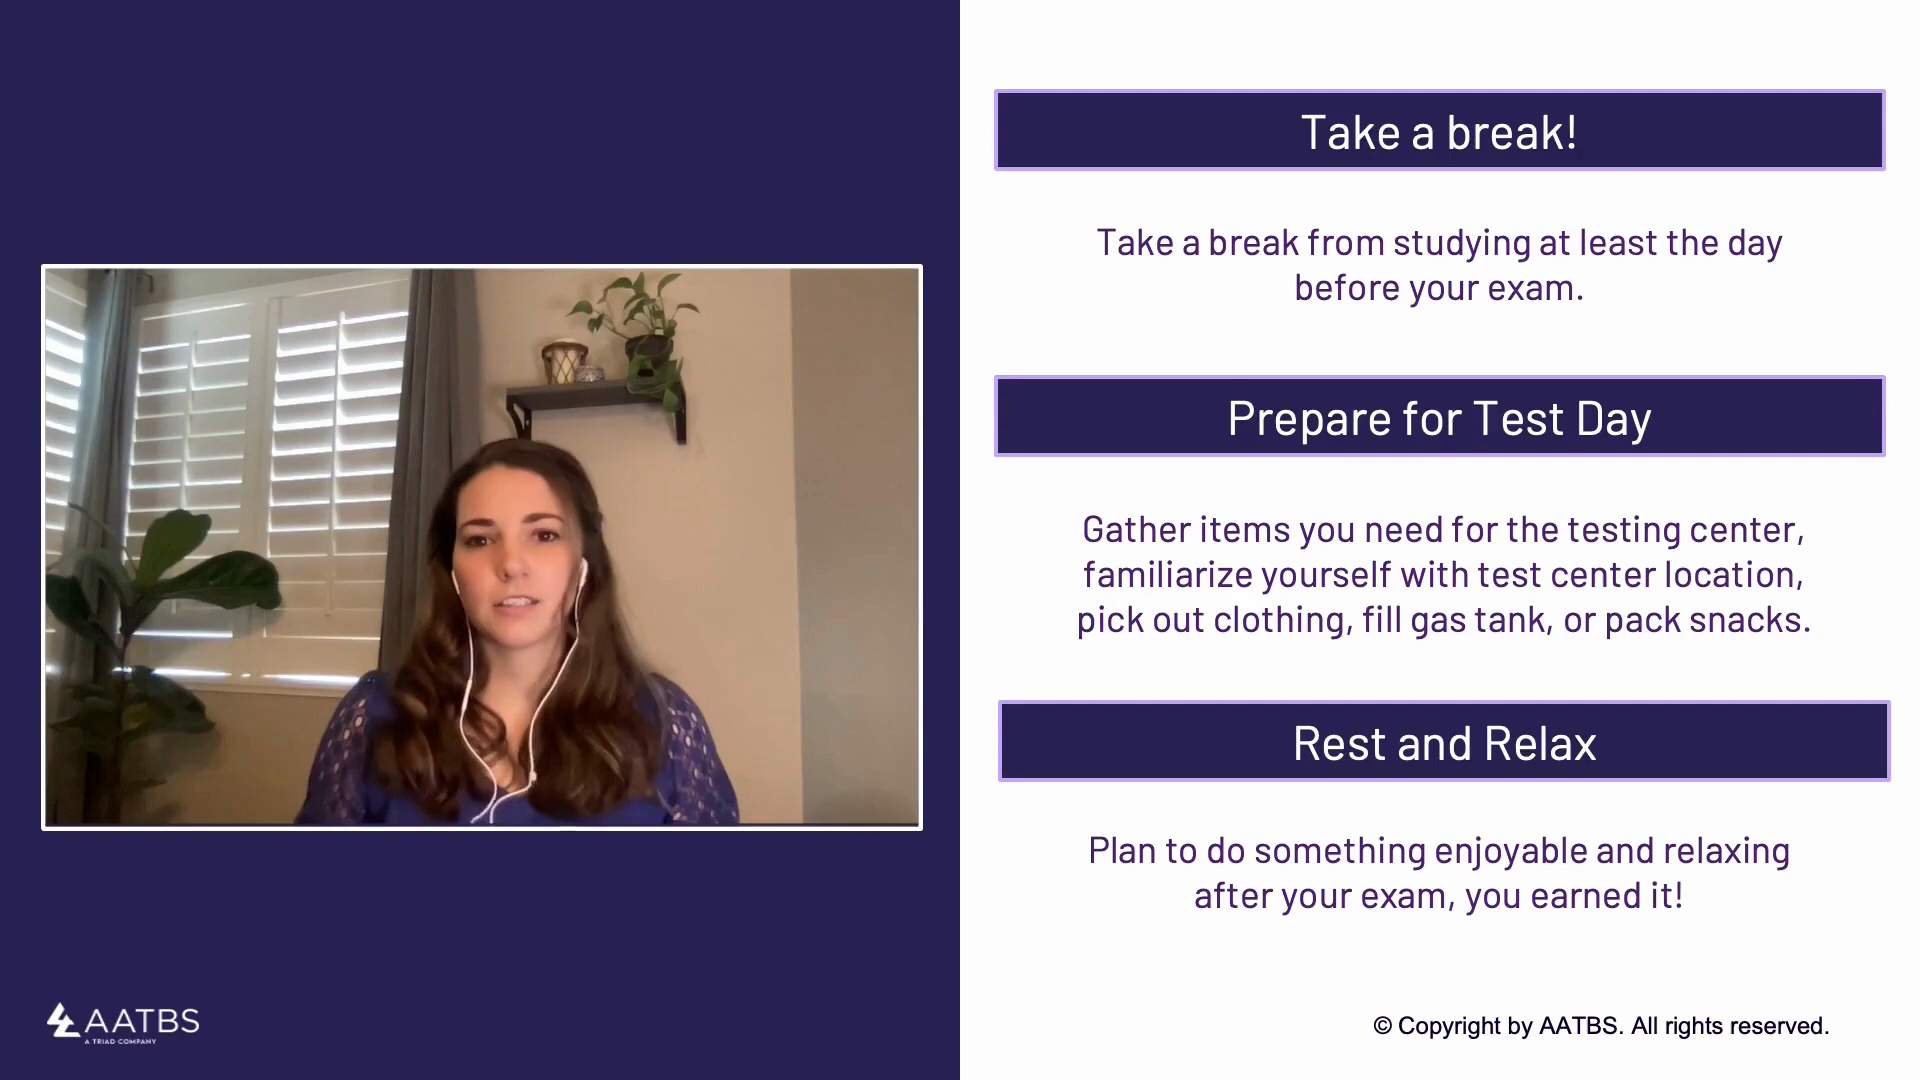 Take a break!
Take a break from studying at least the day
before your exam.
Prepare for Test Day
Gather items you need for the testing center,
familiarize yourself with test center location,
pick out clothing, fill gas tank, or pack snacks.
Rest and Relax
Plan to do something enjoyable and relaxing
after your exam, you earned it!
AATBS
A TRIAD COMPANY
© Copyright by AATBS. All rights reserved.